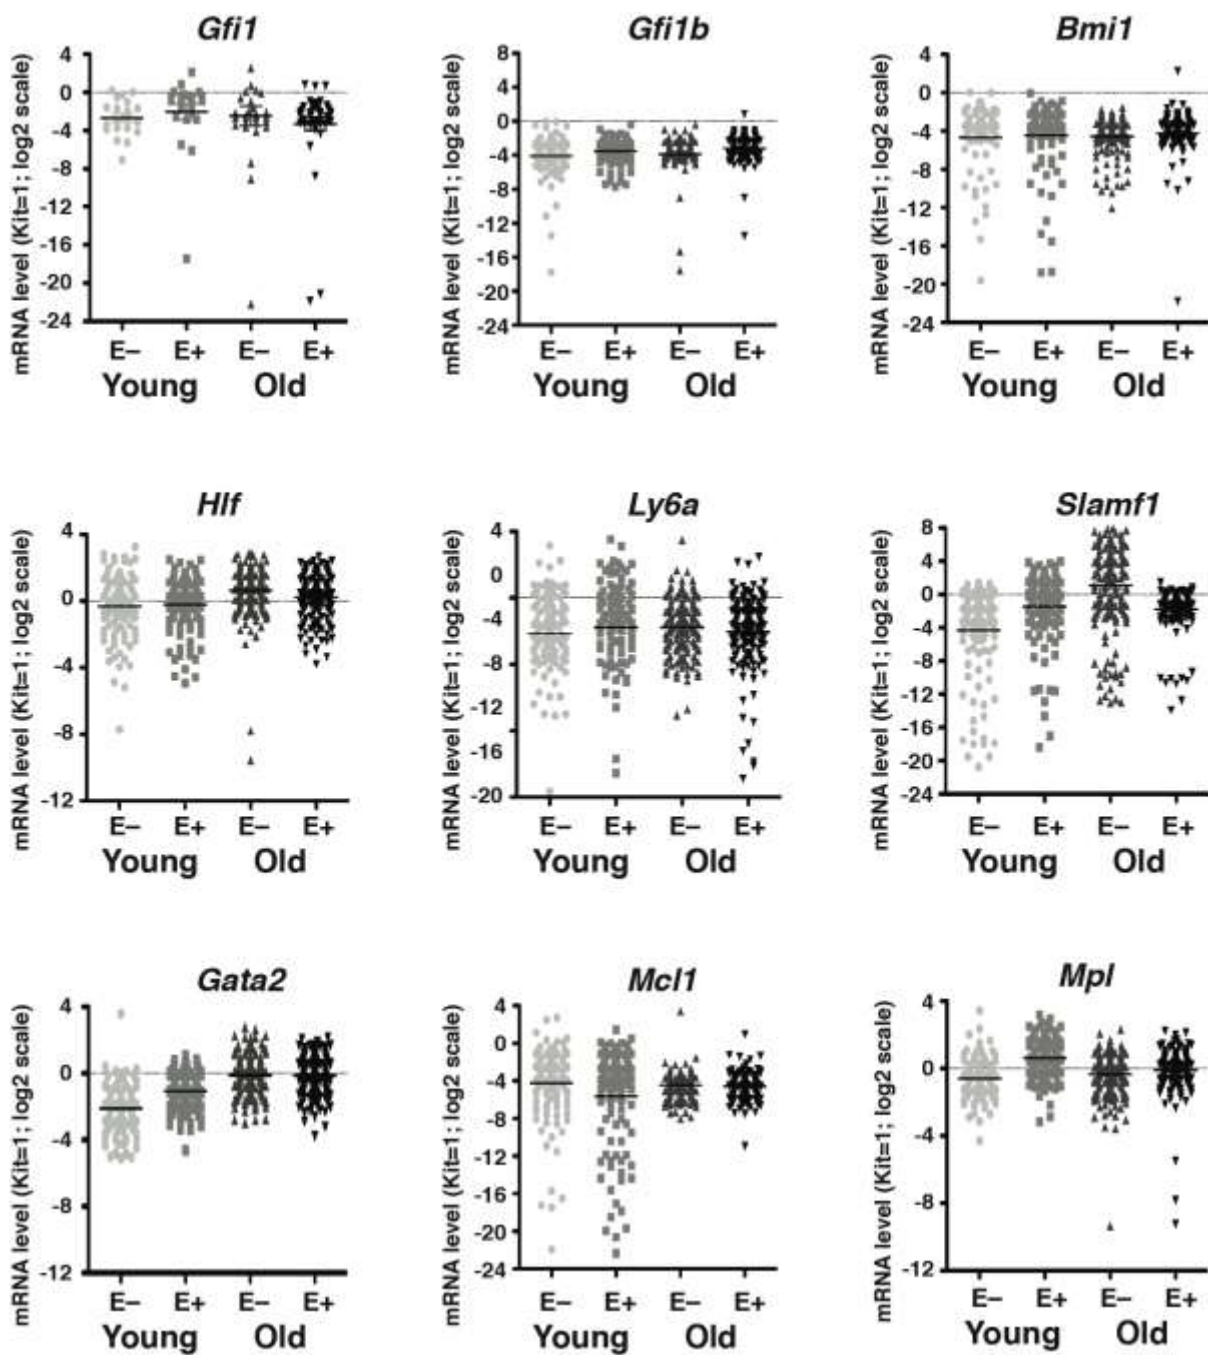 Gfi1
mRNA level (Kit=1; log2 scale)
4
0
-4
-8
-12
-16
-20
-24
E– E+ E– E+
Young Old
Gfi1b
mRNA level (Kit=1; log2 scale)
8
4
0
-4
-8
-12
-16
-20
-24
E– E+ E– E+
Young Old
Bmi1
mRNA level (Kit=1; log2 scale)
4
0
-4
-8
-12
-16
-20
-24
E– E+ E– E+
Young Old
Hlf
mRNA level (Kit=1; log2 scale)
4
0
-4
-8
-12
E– E+ E– E+
Young Old
Ly6a
mRNA level (Kit=1; log2 scale)
4
0
-4
-8
-12
-16
-20
E– E+ E– E+
Young Old
Slamf1
mRNA level (Kit=1; log2 scale)
8
4
0
-4
-8
-12
-16
-20
-24
E– E+ E– E+
Young Old
Gata2
mRNA level (Kit=1; log2 scale)
4
0
-4
-8
-12
E– E+ E– E+
Young Old
Mcl1
mRNA level (Kit=1; log2 scale)
4
0
-4
-8
-12
-16
-20
-24
E– E+ E– E+
Young Old
Mpl
mRNA level (Kit=1; log2 scale)
4
0
-4
-8
-12
E– E+ E– E+
Young Old